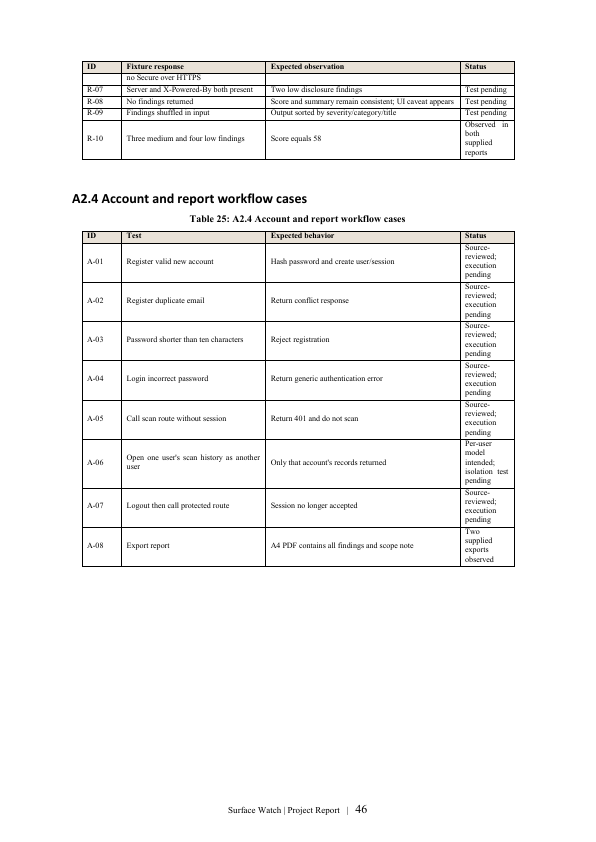 ID Fixture response Expected observation Status
no Secure over HTTPS
R-07 Server and X-Powered-By both present Two low disclosure findings Test pending
R-08 No findings returned Score and summary remain consistent; UI caveat appears Test pending
R-09 Findings shuffled in input Output sorted by severity/category/title Test pending
R-10 Three medium and four low findings Score equals 58 Observed in
both
supplied
reports
A2.4 Account and report workflow cases
Table 25: A2.4 Account and report workflow cases
ID Test Expected behavior Status
A-01 Register valid new account Hash password and create user/session Source-
reviewed;
execution
pending
A-02 Register duplicate email Return conflict response Source-
reviewed;
execution
pending
A-03 Password shorter than ten characters Reject registration Source-
reviewed;
execution
pending
A-04 Login incorrect password Return generic authentication error Source-
reviewed;
execution
pending
A-05 Call scan route without session Return 401 and do not scan Source-
reviewed;
execution
pending
A-06 Open one user's scan history as another
user Only that account's records returned Per-user
model
intended;
isolation test
pending
A-07 Logout then call protected route Session no longer accepted Source-
reviewed;
execution
pending
A-08 Export report A4 PDF contains all findings and scope note Two
supplied
exports
observed
Surface Watch | Project Report | 46